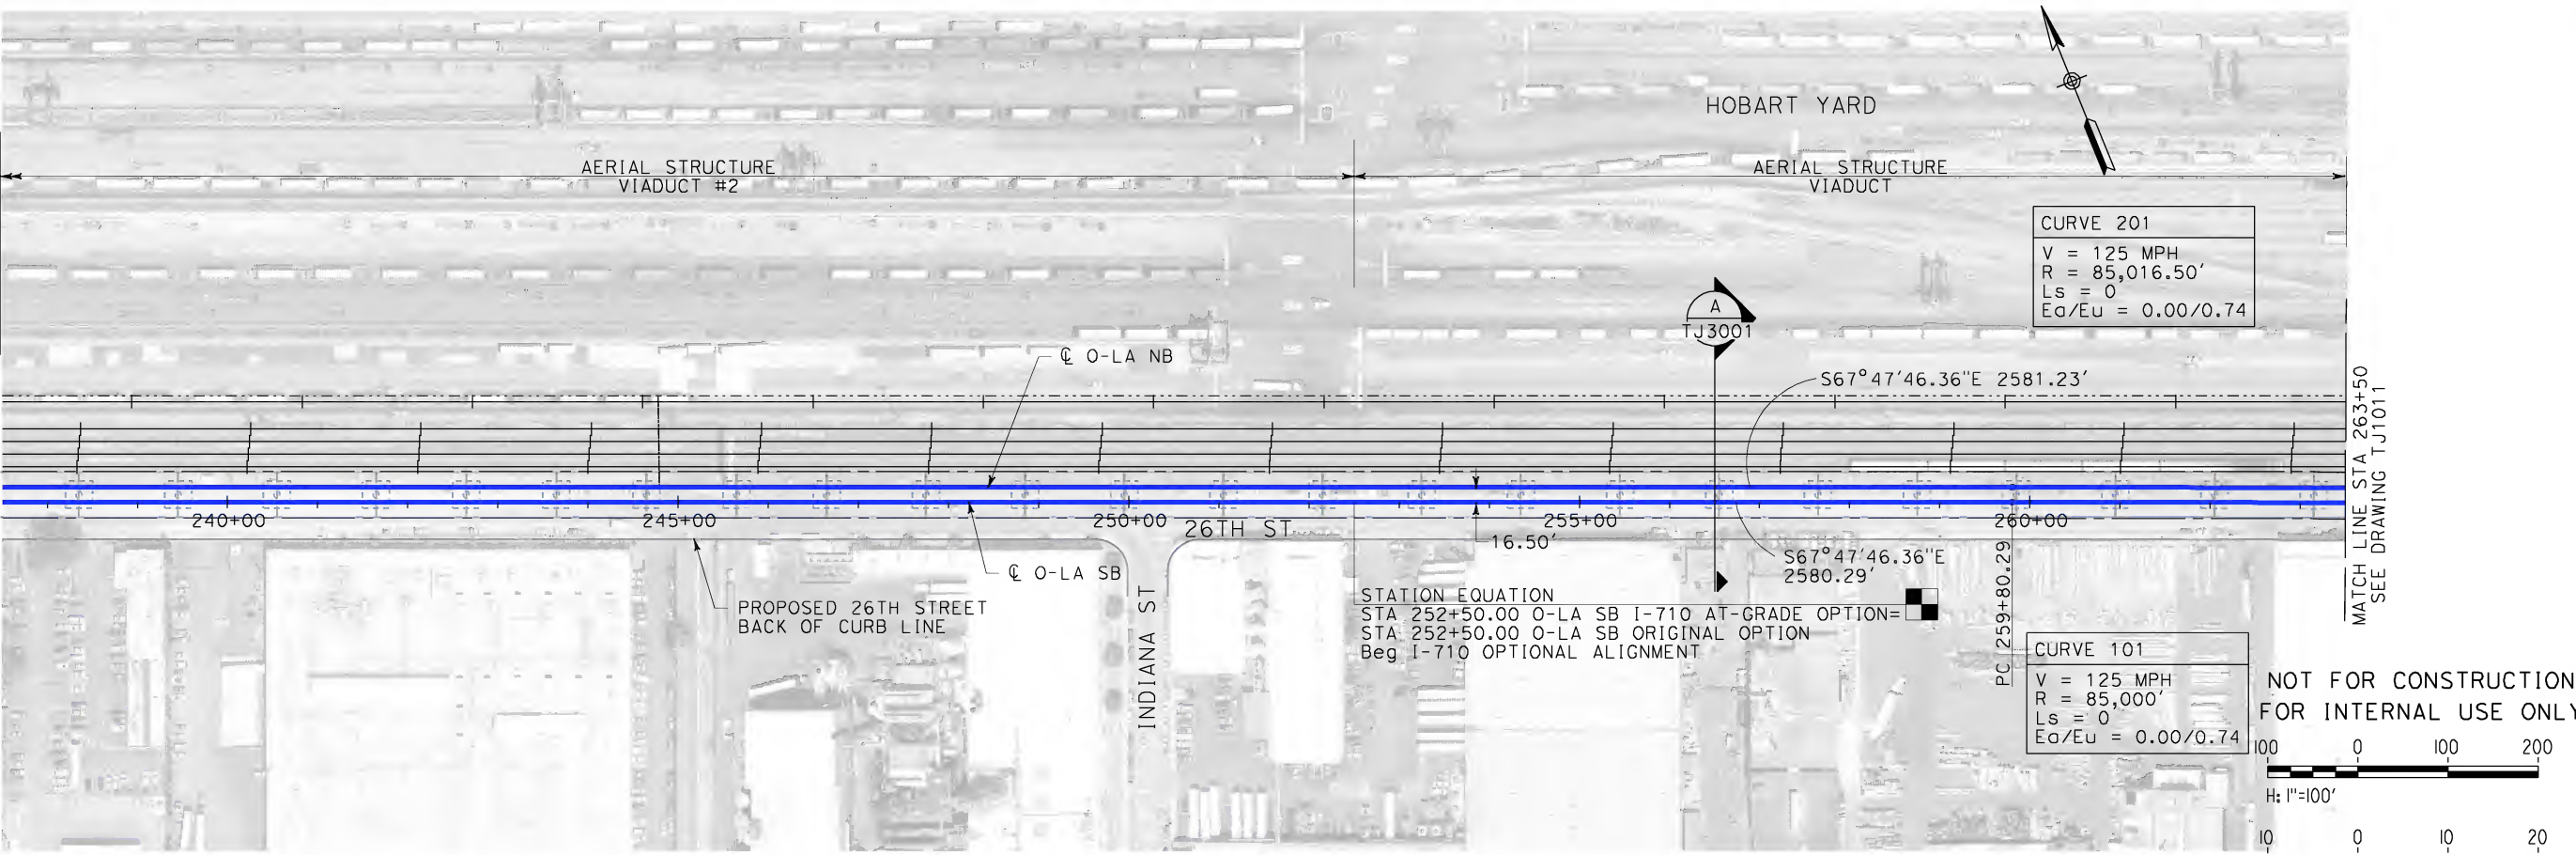 HOBART YARD
AERIAL STRUCTURE
VIADUCT #2
AERIAL STRUCTURE
VIADUCT
CURVE 201
V = 125 MPH
R = 85,016.50'
Ls = 0
Ea/Eu = 0.00/0.74
A
TJ3001
℄ O-LA NB
S67°47'46.36"E 2581.23'
MATCH LINE STA 263+50
SEE DRAWING TJ1011
240+00
245+00
250+00
26TH ST
255+00
260+00
16.50'
S67°47'46.36"E
2580.29'
℄ O-LA SB
PROPOSED 26TH STREET
BACK OF CURB LINE
INDIANA ST
STATION EQUATION
STA 252+50.00 O-LA SB I-710 AT-GRADE OPTION=
STA 252+50.00 O-LA SB ORIGINAL OPTION
Beg I-710 OPTIONAL ALIGNMENT
PC 259+80.29
CURVE 101
V = 125 MPH
R = 85,000'
Ls = 0
Ea/Eu = 0.00/0.74
NOT FOR CONSTRUCTION
FOR INTERNAL USE ONLY
100 0 100 200
H: 1"=100'
10 0 10 20